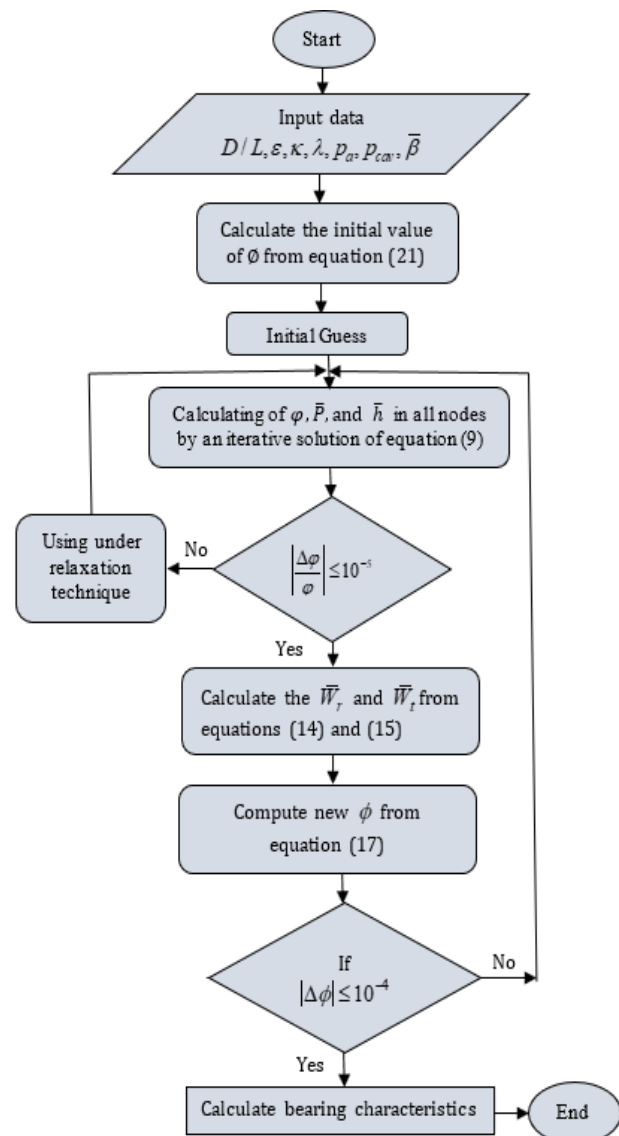 Start
Input data
D / L, ε, κ, λ, pₐ, p_cav, β̄
Calculate the initial value
of Ø from equation (21)
Initial Guess
Calculating of φ, P̄, and h̄ in all nodes
by an iterative solution of equation (9)
Using under
relaxation
technique
No
|Δφ/φ| ≤ 10⁻⁵
Yes
Calculate the W̄ᵣ and W̄ₜ from
equations (14) and (15)
Compute new ϕ from
equation (17)
If
|Δϕ| ≤ 10⁻⁴
No
Yes
Calculate bearing characteristics
End